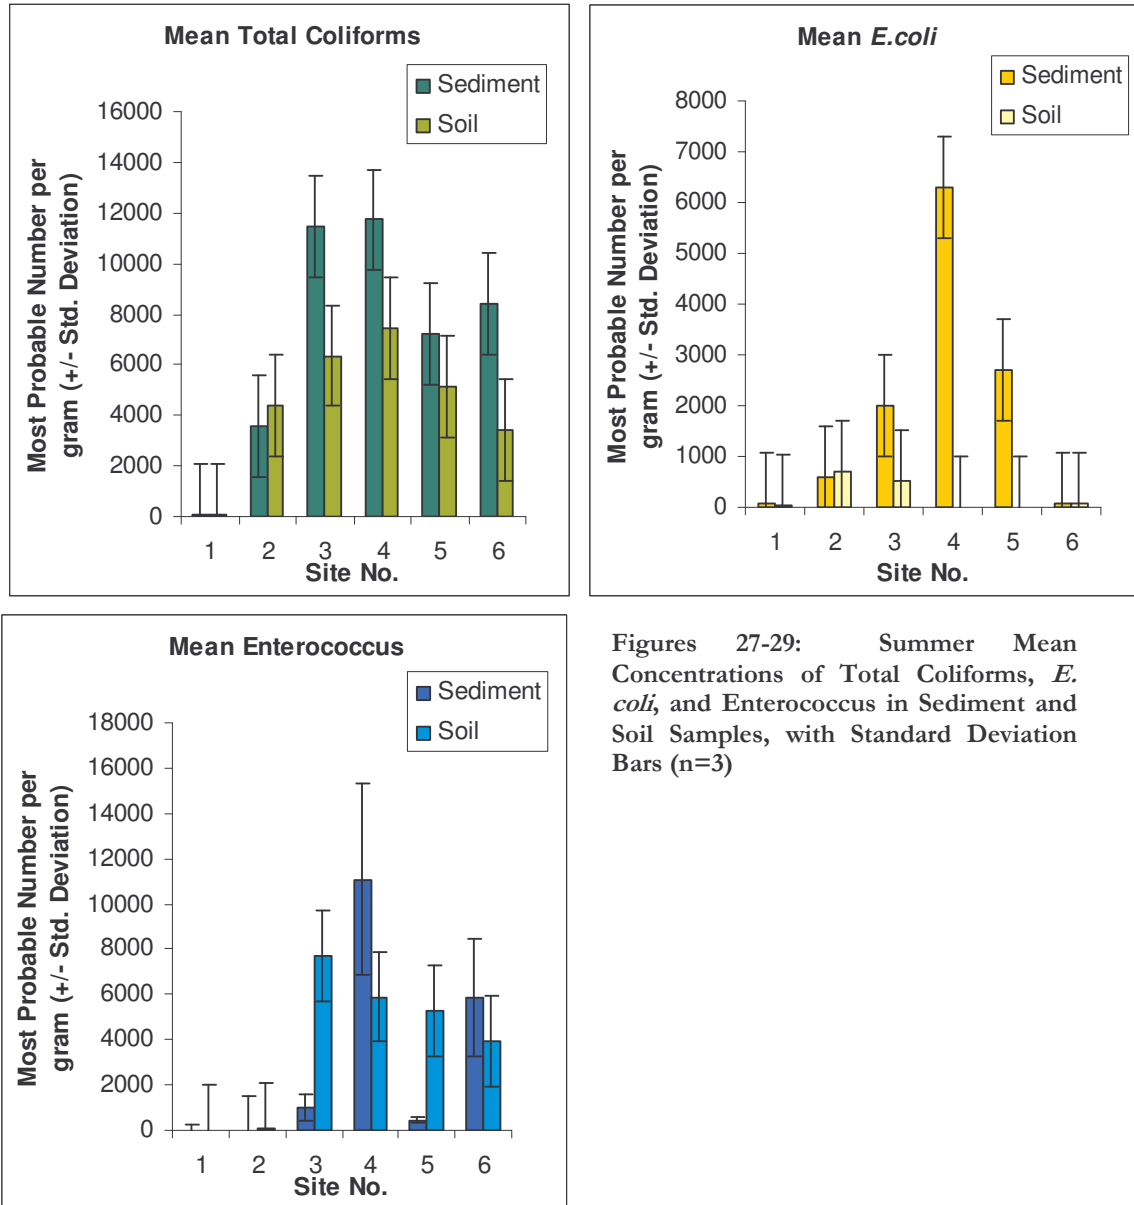 Mean Total Coliforms
Sediment
Soil
Most Probable Number per
gram (+/- Std. Deviation)
16000
14000
12000
10000
8000
6000
4000
2000
0
1 2 3 4 5 6
Site No.
Mean E.coli
Sediment
Soil
Most Probable Number per
gram (+/- Std. Deviation)
8000
7000
6000
5000
4000
3000
2000
1000
0
1 2 3 4 5 6
Site No.
Mean Enterococcus
Sediment
Soil
Most Probable Number per
gram (+/- Std. Deviation)
18000
16000
14000
12000
10000
8000
6000
4000
2000
0
1 2 3 4 5 6
Site No.
Figures 27-29: Summer Mean
Concentrations of Total Coliforms, E.
coli, and Enterococcus in Sediment and
Soil Samples, with Standard Deviation
Bars (n=3)